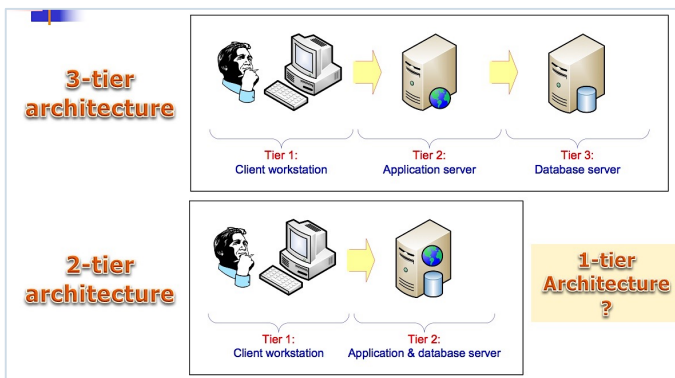 3-tier
architecture
Tier 1:
Client workstation
Tier 2:
Application server
Tier 3:
Database server
2-tier
architecture
Tier 1:
Client workstation
Tier 2:
Application & database server
1-tier
Architecture
?